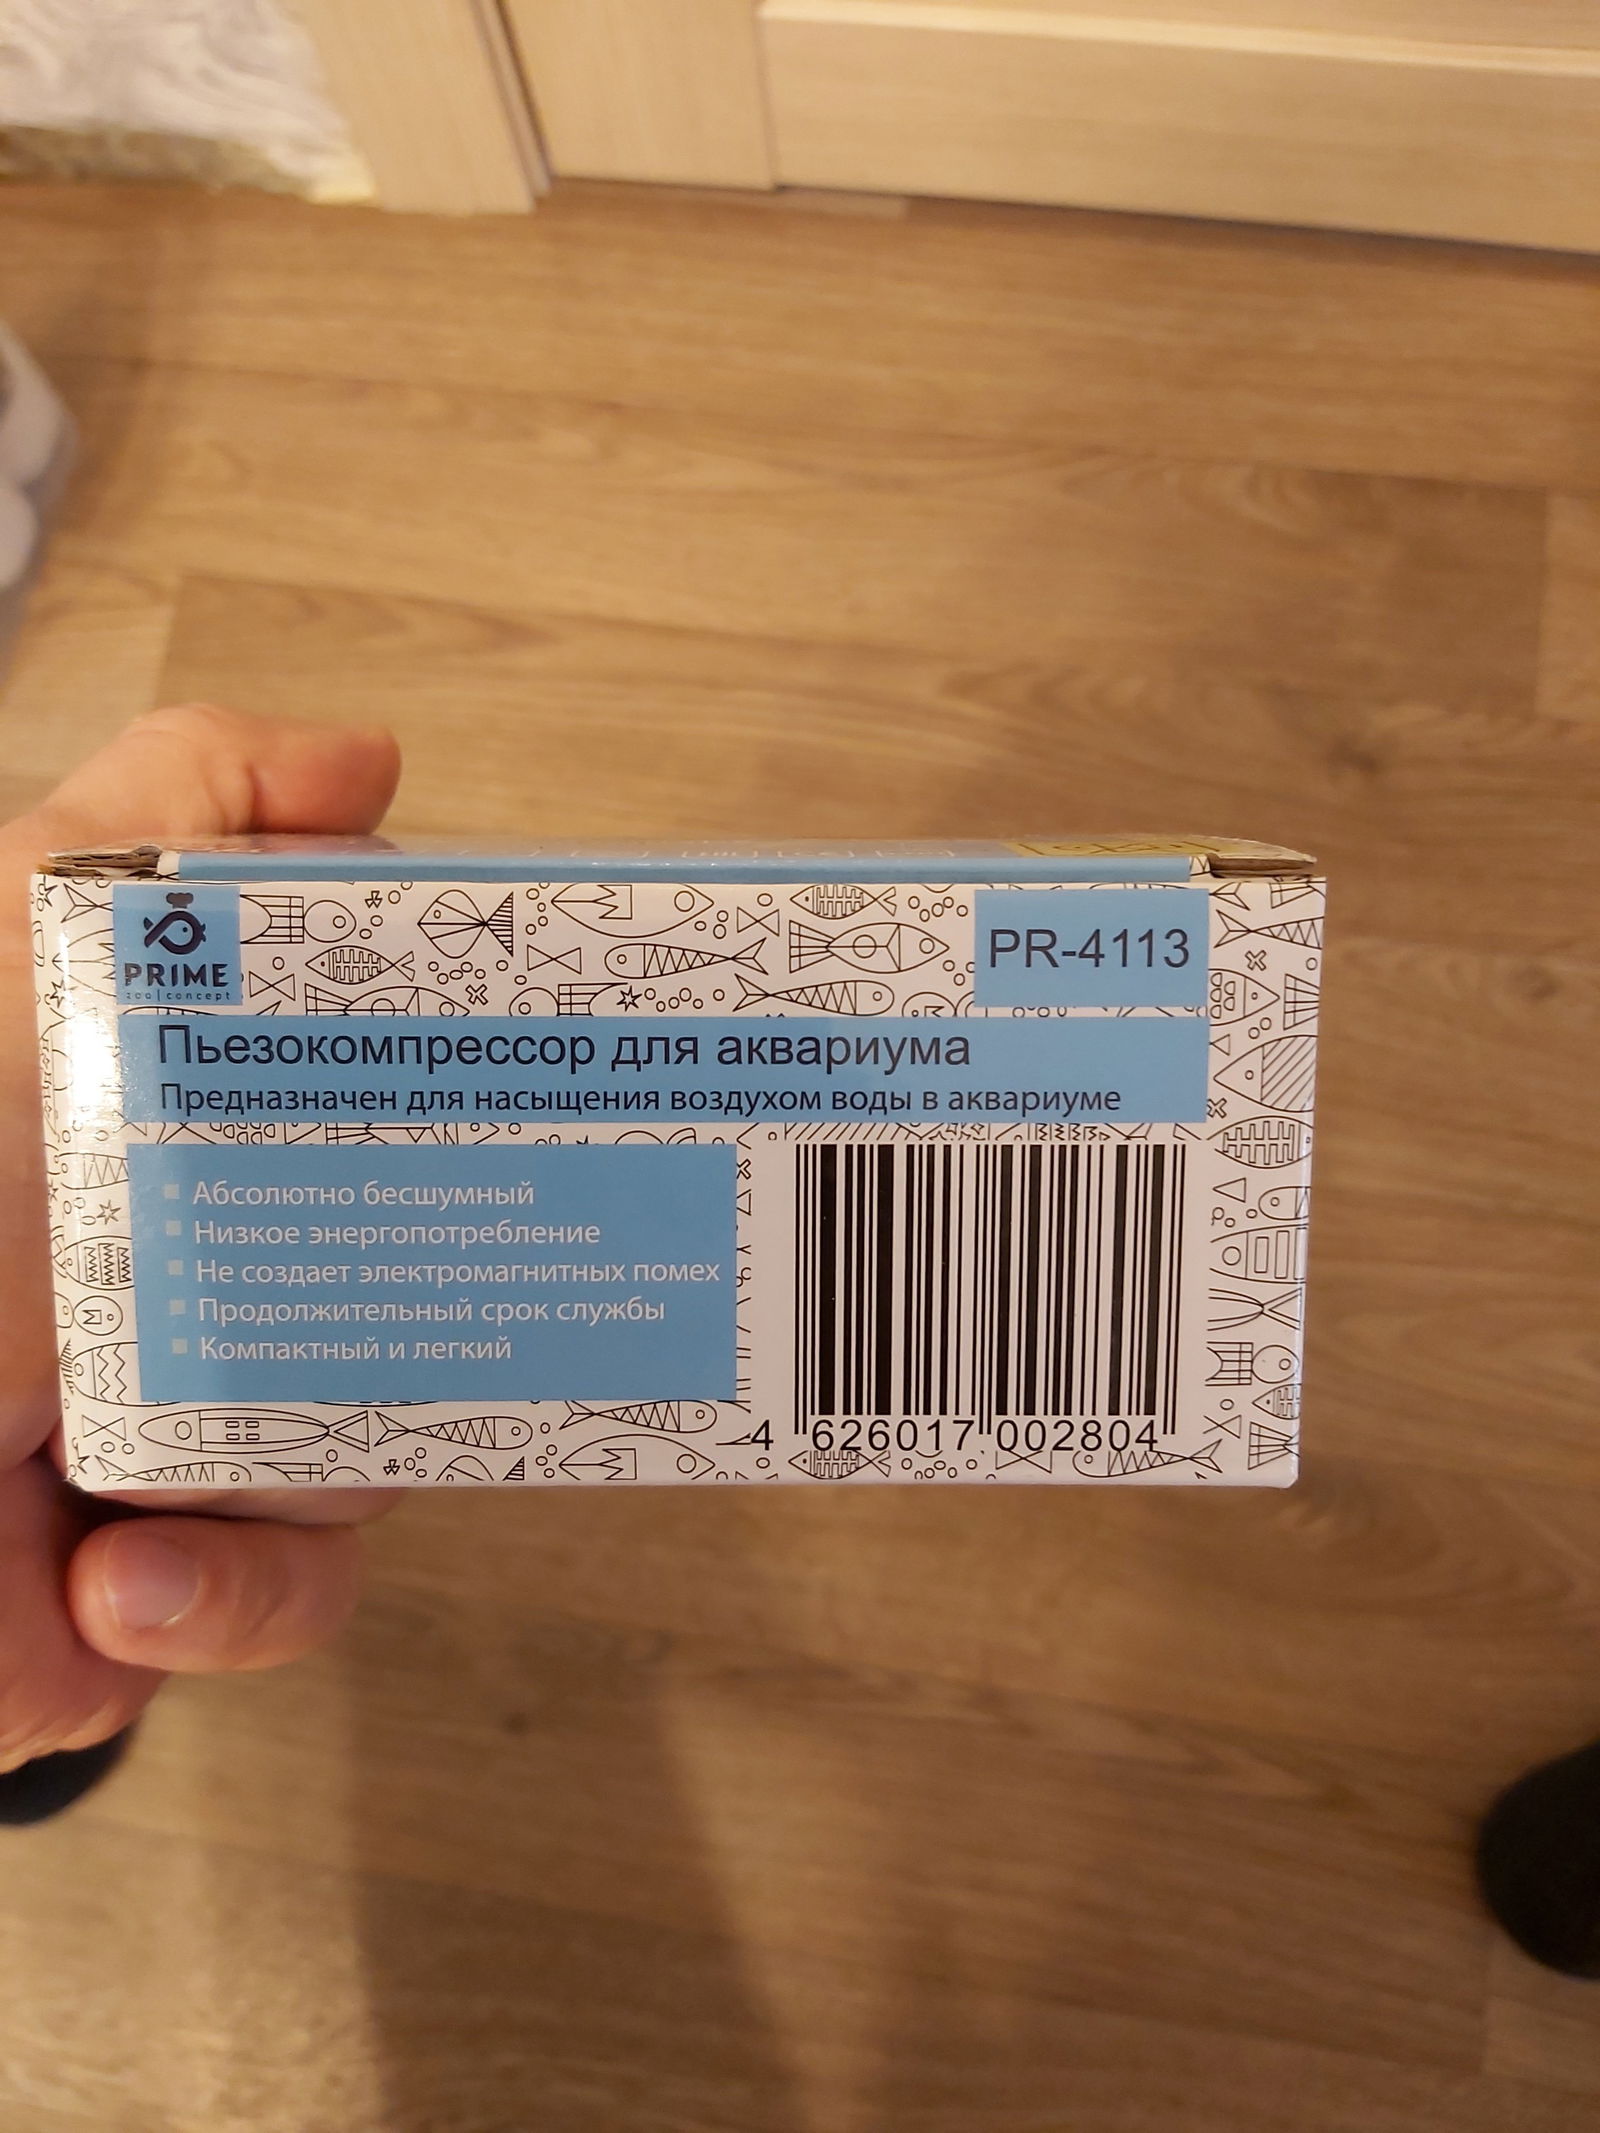 PRIME
zoo | concept
PR-4113
Пьезокомпрессор для аквариума
Предназначен для насыщения воздухом воды в аквариуме
Абсолютно бесшумный
Низкое энергопотребление
Не создает электромагнитных помех
Продолжительный срок службы
Компактный и легкий
4 626017 002804